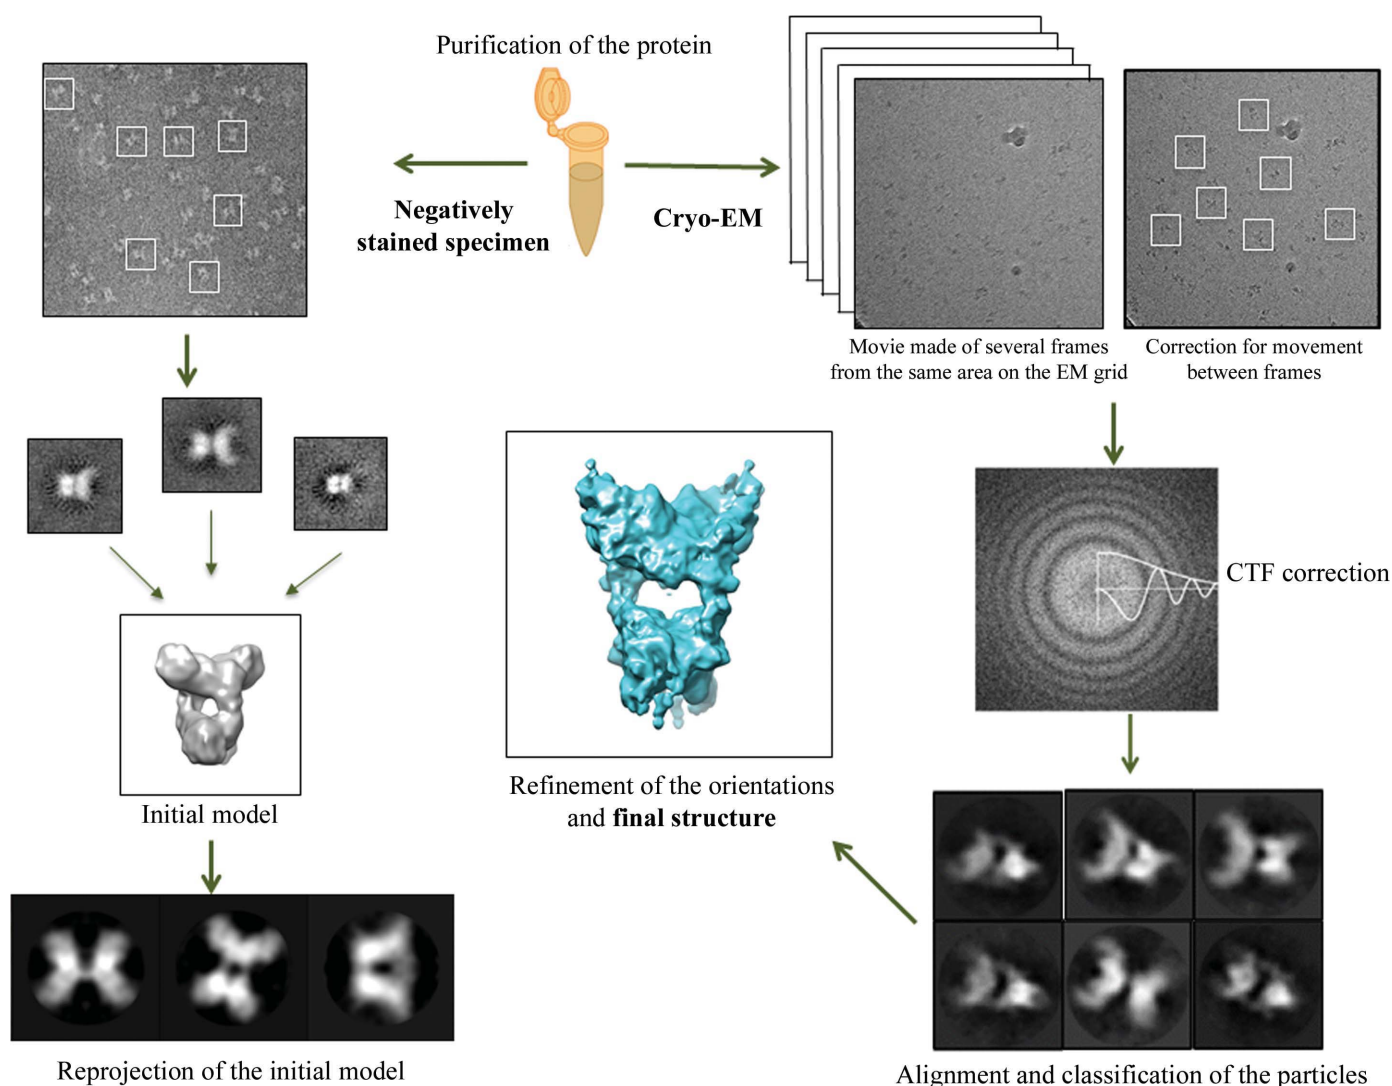 Purification of the protein
Negatively
stained specimen
Cryo-EM
Movie made of several frames
from the same area on the EM grid
Correction for movement
between frames
CTF correction
Initial model
Refinement of the orientations
and final structure
Reprojection of the initial model
Alignment and classification of the particles